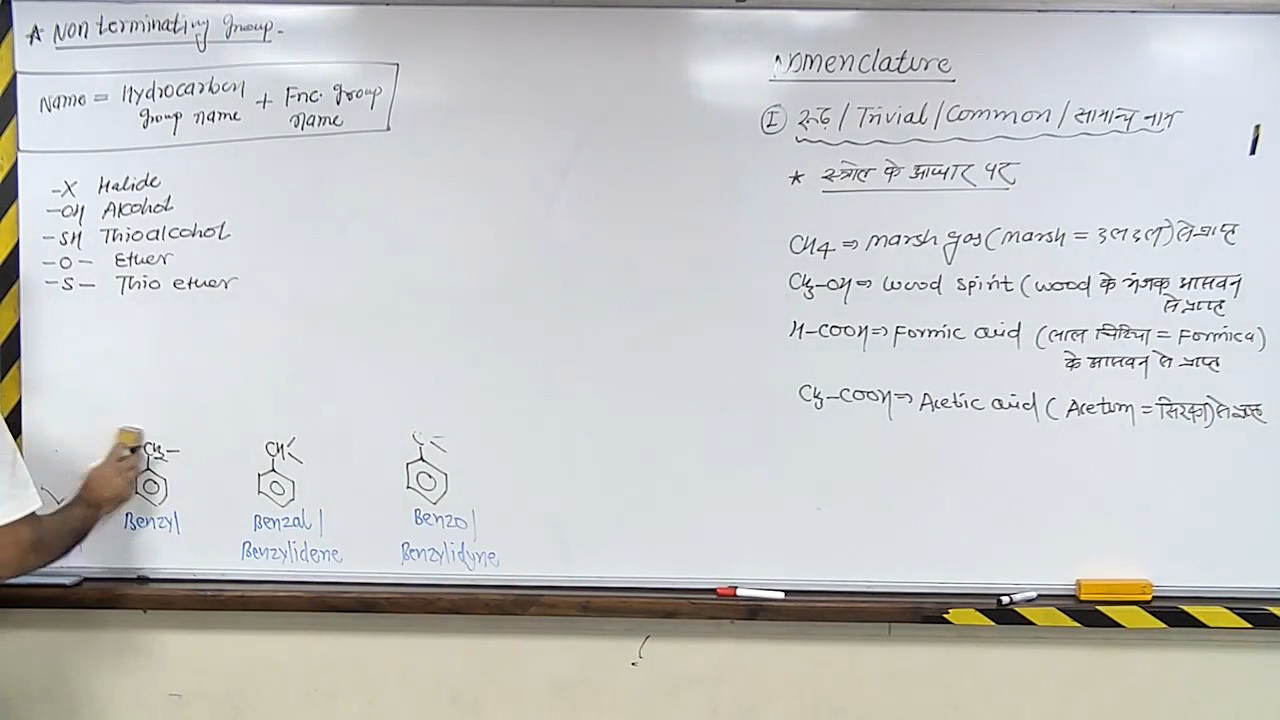 * Non terminating group.
Name = Hydrocarbon group name + Fnc. group name
-X Halide
-OH Alcohol
-SH Thioalcohol
-O- Ether
-S- Thio ether
CH2-
CH
C
Benzyl
Benzal /
Benzylidene
Benzo /
Benzylidyne
Nomenclature
(I) रूढ़ / Trivial / Common / सामान्य नाम
* स्त्रोत के आधार पर
CH4 ⇒ marsh gas (marsh = दलदल) से प्राप्त
CH3-OH ⇒ wood spirit (wood के भंजक आसवन
से प्राप्त
H-COOH ⇒ Formic acid (लाल चिटियां = Formica)
के आसवन से प्राप्त
CH3-COOH ⇒ Acetic acid (Acetum = सिरका) से प्राप्त